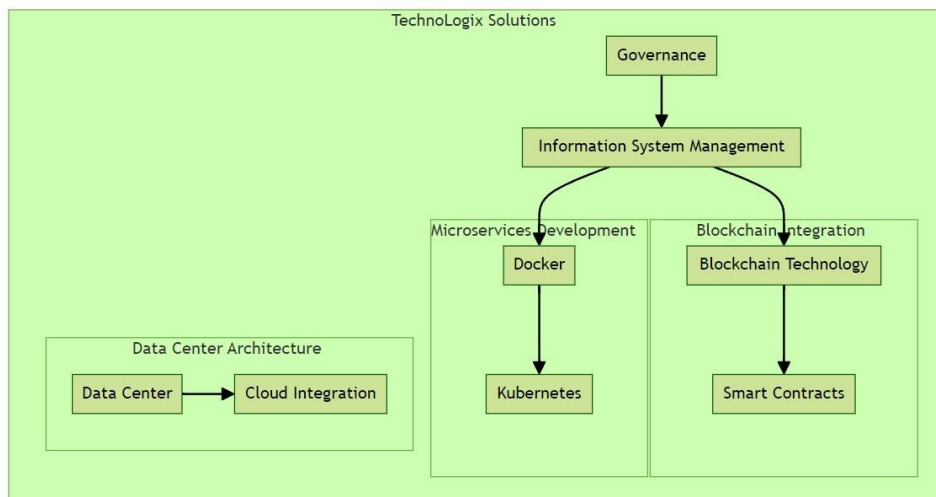 TechnoLogix Solutions
Governance
Information System Management
Microservices Development
Blockchain Integration
Docker
Blockchain Technology
Data Center Architecture
Data Center
Cloud Integration
Kubernetes
Smart Contracts